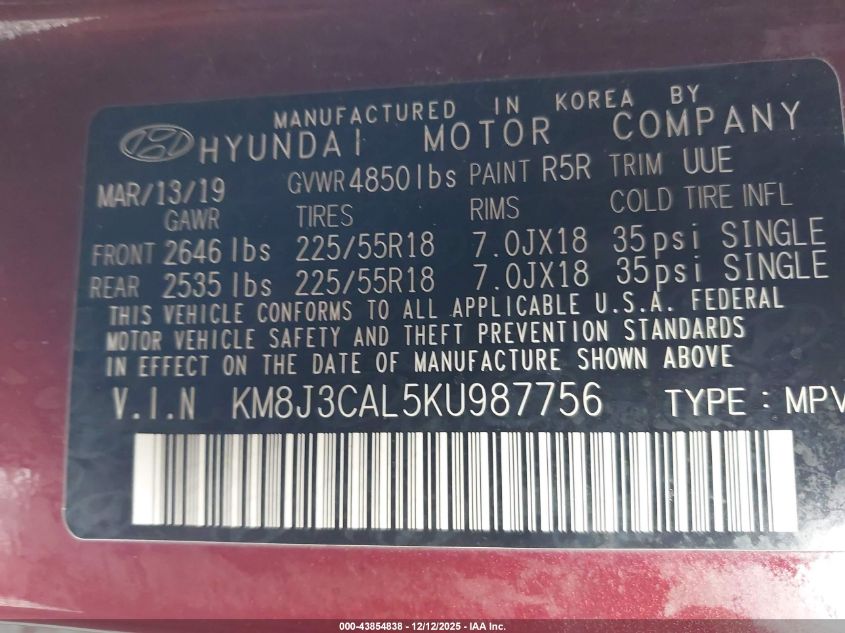 MANUFACTURED IN KOREA BY
HYUNDAI MOTOR COMPANY
MAR/13/19 GVWR 4850lbs PAINT R5R TRIM UUE
GAWR TIRES RIMS COLD TIRE INFL
FRONT 2646 lbs 225/55R18 7.0JX18 35psi SINGLE
REAR 2535 lbs 225/55R18 7.0JX18 35psi SINGLE
THIS VEHICLE CONFORMS TO ALL APPLICABLE U.S.A. FEDERAL
MOTOR VEHICLE SAFETY AND THEFT PREVENTION STANDARDS
IN EFFECT ON THE DATE OF MANUFACTURE SHOWN ABOVE
V.I.N KM8J3CAL5KU987756 TYPE : MPV
000-43854838 - 12/12/2025 - IAA Inc.